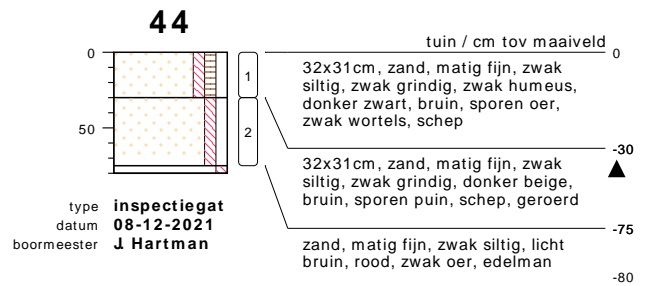 44
tuin / cm tov maaiveld
0
0
1
32x31cm, zand, matig fijn, zwak
siltig, zwak grindig, zwak humeus,
donker zwart, bruin, sporen oer,
zwak wortels, schep
50
2
-30
32x31cm, zand, matig fijn, zwak
siltig, zwak grindig, donker beige,
bruin, sporen puin, schep, geroerd
type inspectiegat
datum 08-12-2021
boormeester J. Hartman
-75
zand, matig fijn, zwak siltig, licht
bruin, rood, zwak oer, edelman
-80